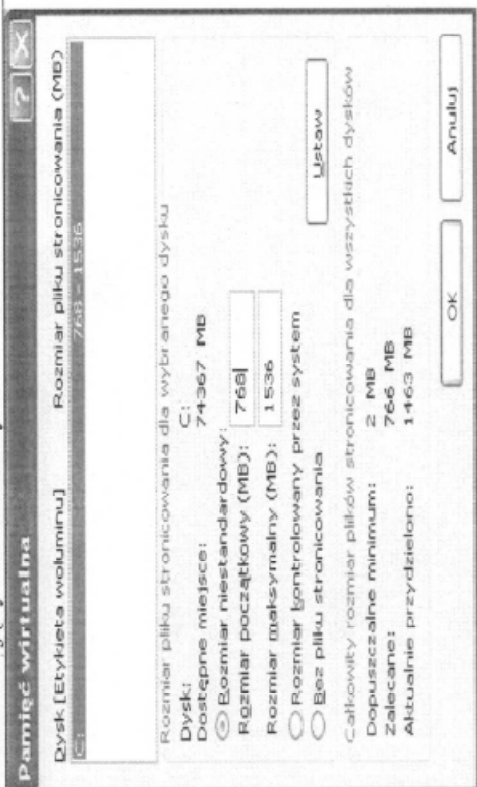 Pamięć wirtualna
Dysk [Etykieta woluminu] Rozmiar pliku stronicowania (MB)
C: 768 - 1536
Rozmiar pliku stronicowania dla wybranego dysku
Dysk: C:
Dostępne miejsce: 74367 MB
Rozmiar niestandardowy:
Rozmiar początkowy (MB): 768
Rozmiar maksymalny (MB): 1536
Rozmiar kontrolowany przez system
Bez pliku stronicowania
Ustaw
Całkowity rozmiar plików stronicowania dla wszystkich dysków
Dopuszczalne minimum: 2 MB
Zalecane: 766 MB
Aktualnie przydzielono: 1463 MB
OK Anuluj